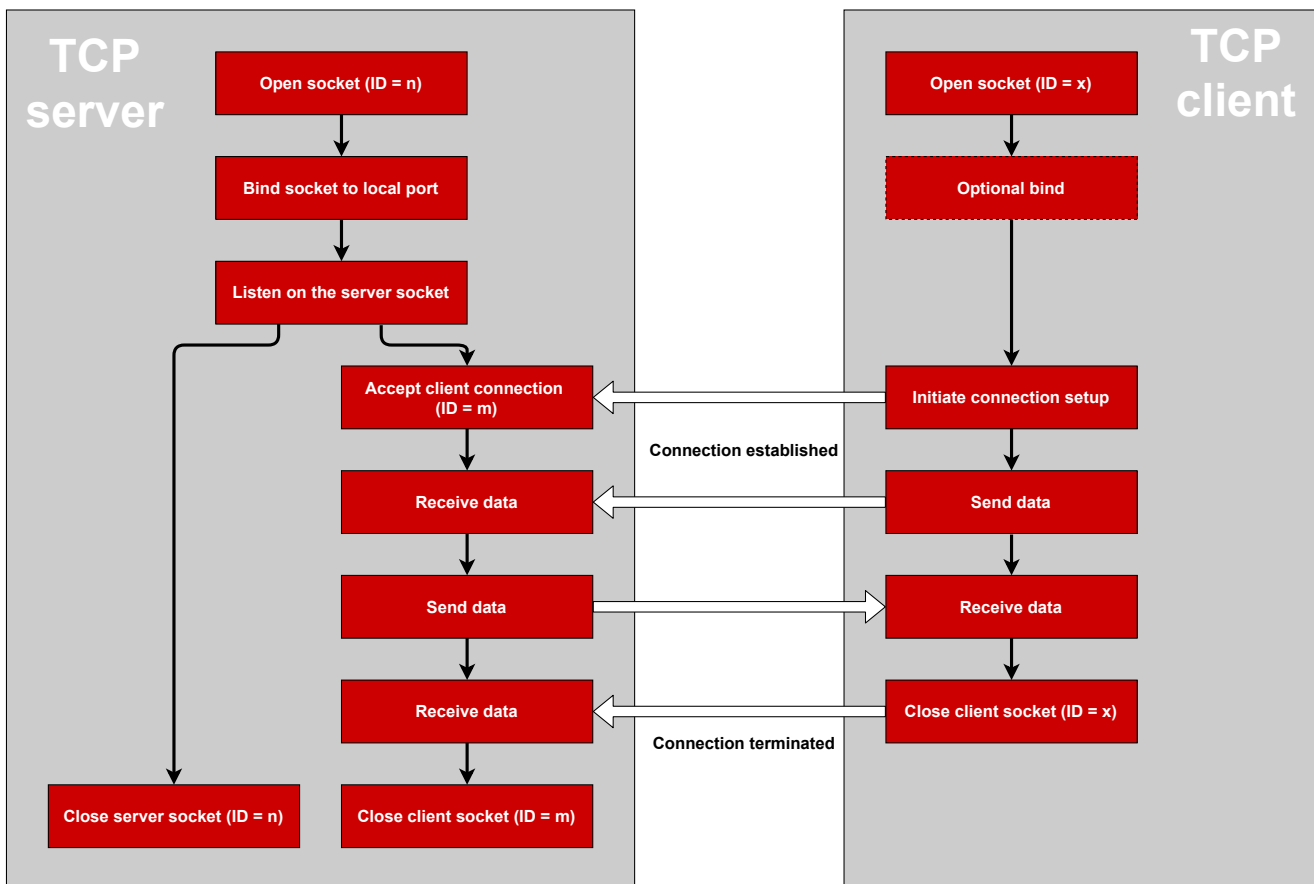 TCP
server
Open socket (ID = n)
Bind socket to local port
Listen on the server socket
Accept client connection
(ID = m)
Receive data
Send data
Receive data
Close server socket (ID = n)
Close client socket (ID = m)
Connection established
Connection terminated
TCP
client
Open socket (ID = x)
Optional bind
Initiate connection setup
Send data
Receive data
Close client socket (ID = x)